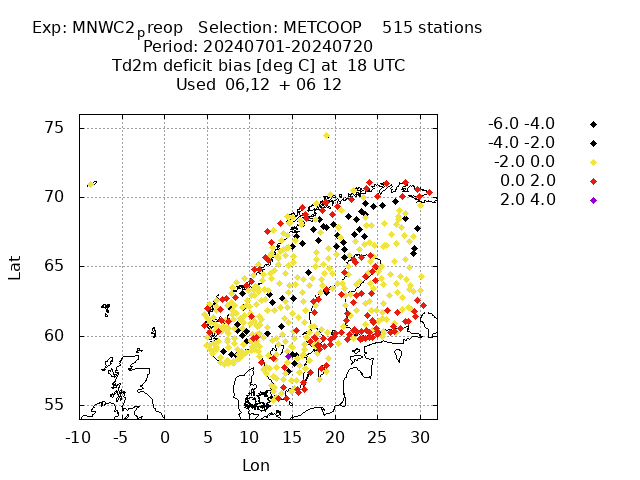 Exp: MNWC2preop   Selection: METCOOP    515 stations
Period: 20240701-20240720
Td2m deficit bias [deg C] at  18 UTC
Used  06,12  + 06 12
75
70
65
60
55
-10 -5 0 5 10 15 20 25 30
Lat
Lon
-6.0 -4.0
-4.0 -2.0
-2.0 0.0
0.0 2.0
2.0 4.0